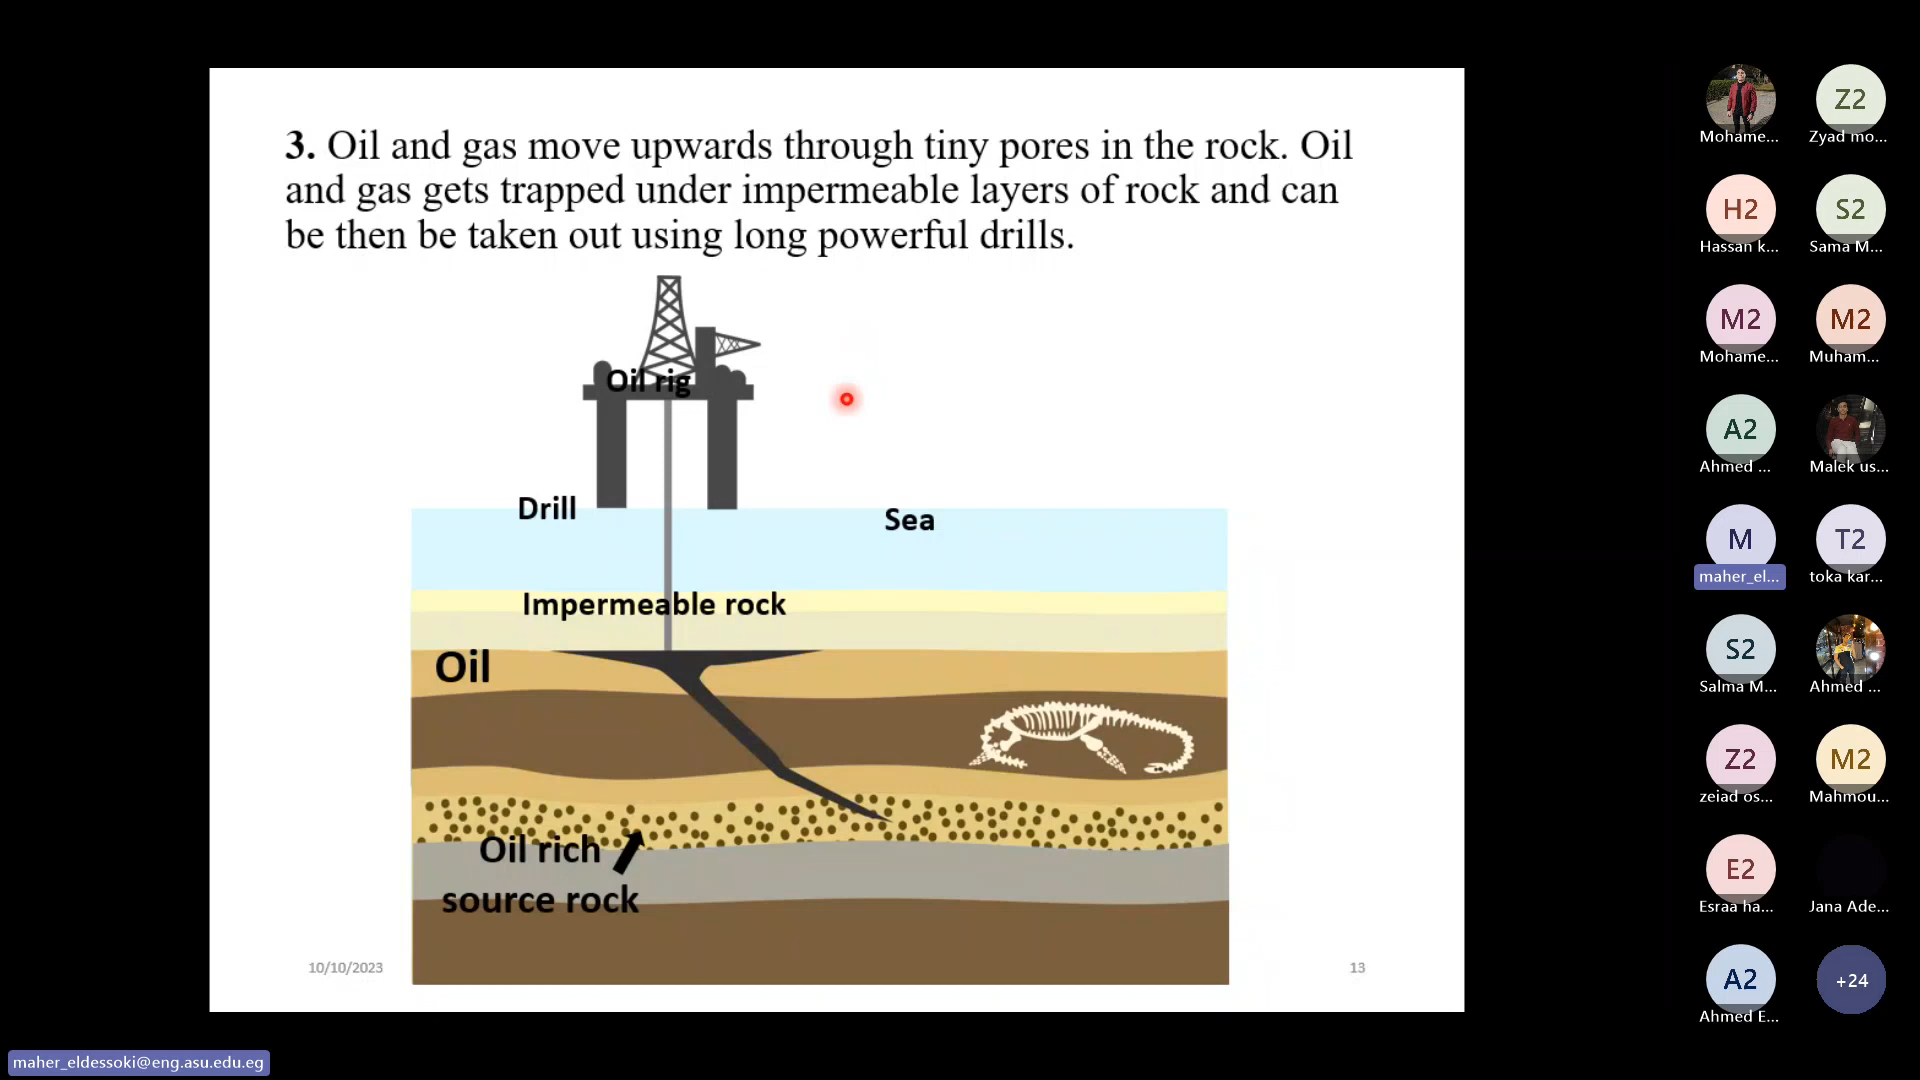 3. Oil and gas move upwards through tiny pores in the rock. Oil
and gas gets trapped under impermeable layers of rock and can
be then be taken out using long powerful drills.
Oil rig
Drill
Sea
Impermeable rock
Oil
Oil rich
source rock
10/10/2023
13
Mohame...
Z2
Zyad mo...
H2
Hassan k...
S2
Sama M...
M2
Mohame...
M2
Muham...
A2
Ahmed ...
Malek us...
M
maher_el...
T2
toka kar...
S2
Salma M...
Ahmed ...
Z2
zeiad os...
M2
Mahmou...
E2
Esraa ha...
Jana Ade...
A2
Ahmed E...
+24
maher_eldessoki@eng.asu.edu.eg